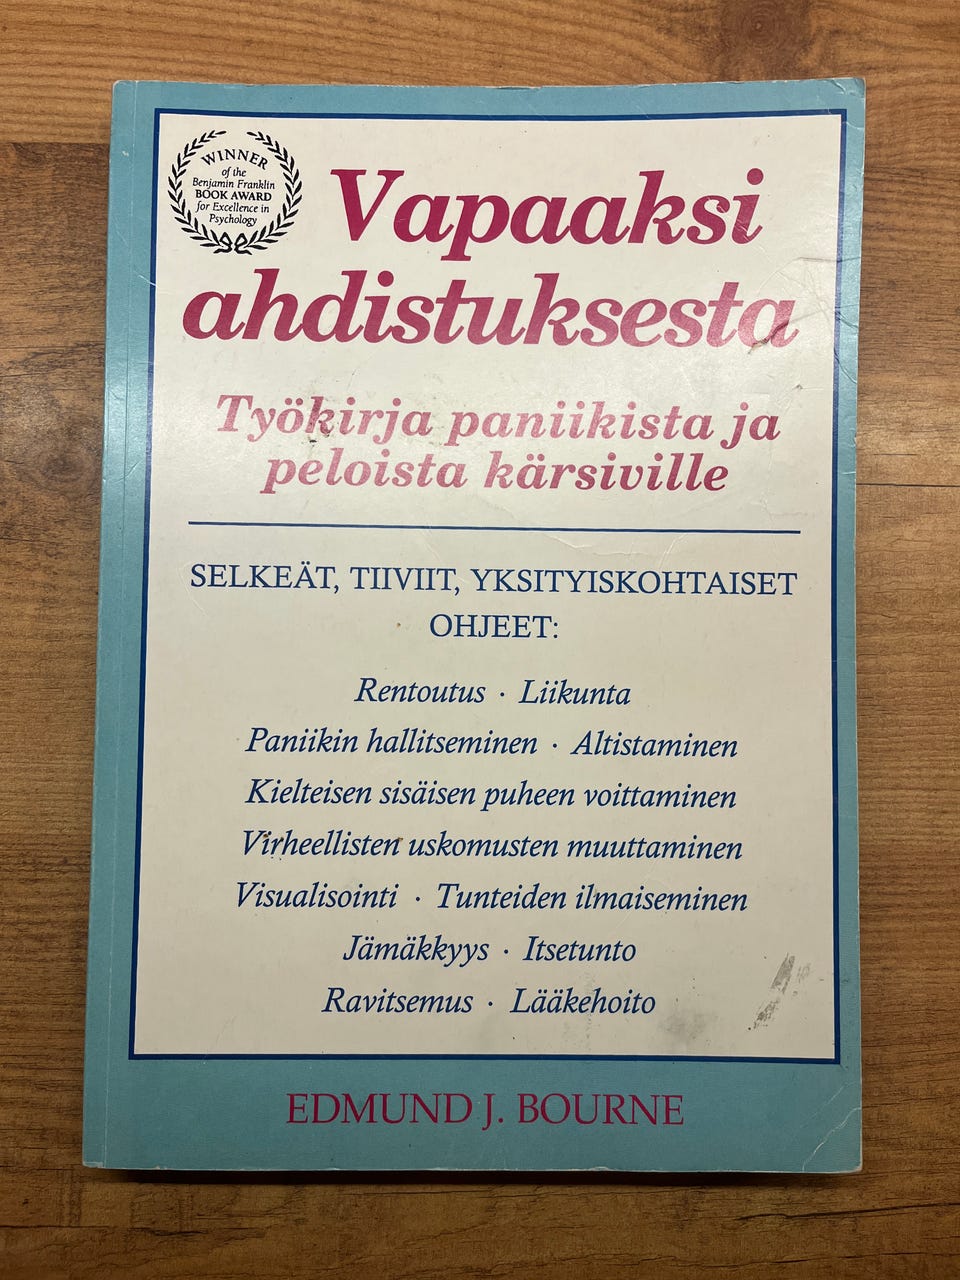 WINNER
of the
Benjamin Franklin
BOOK AWARD
for Excellence in
Psychology
Vapaaksi
ahdistuksesta
Työkirja paniikista ja
peloista kärsiville
SELKEÄT, TIIVIIT, YKSITYISKOHTAISET
OHJEET:
Rentoutus · Liikunta
Paniikin hallitseminen · Altistaminen
Kielteisen sisäisen puheen voittaminen
Virheellisten uskomusten muuttaminen
Visualisointi · Tunteiden ilmaiseminen
Jämäkkyys · Itsetunto
Ravitsemus · Lääkehoito
EDMUND J. BOURNE